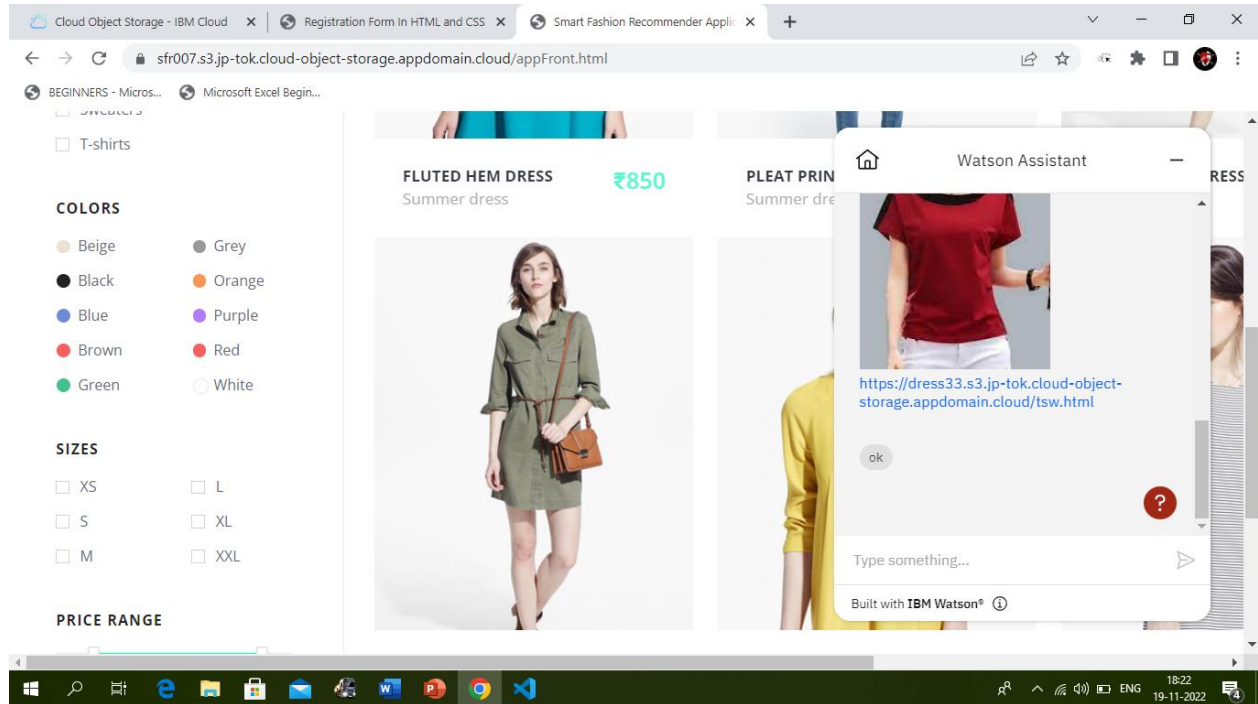 Cloud Object Storage - IBM Cloud
Registration Form In HTML and CSS
Smart Fashion Recommender Applic
sfr007.s3.jp-tok.cloud-object-storage.appdomain.cloud/appFront.html
BEGINNERS - Micros...
Microsoft Excel Begin...
Sweaters
T-shirts
COLORS
Beige
Grey
Black
Orange
Blue
Purple
Brown
Red
Green
White
SIZES
XS
L
S
XL
M
XXL
PRICE RANGE
FLUTED HEM DRESS
₹850
Summer dress
PLEAT PRIN
Summer dre
RESS
Watson Assistant
https://dress33.s3.jp-tok.cloud-object-
storage.appdomain.cloud/tsw.html
ok
?
Type something...
Built with IBM Watson®
ENG
18:22
19-11-2022
4